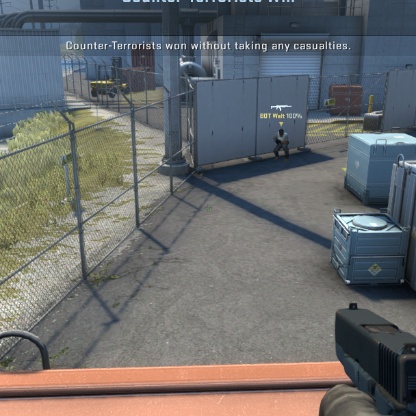 Counter-Terrorists Win
Counter-Terrorists won without taking any casualties.
BOT Walt 100%